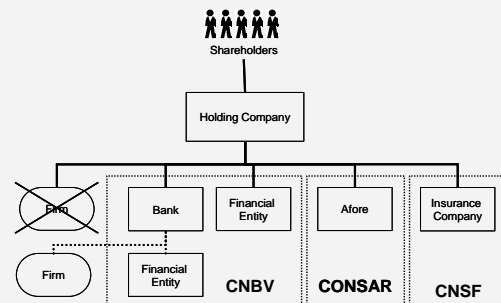 Shareholders
Holding Company
Firm
Bank
Financial
Entity
Afore
Insurance
Company
Firm
Financial
Entity
CNBV
CONSAR
CNSF